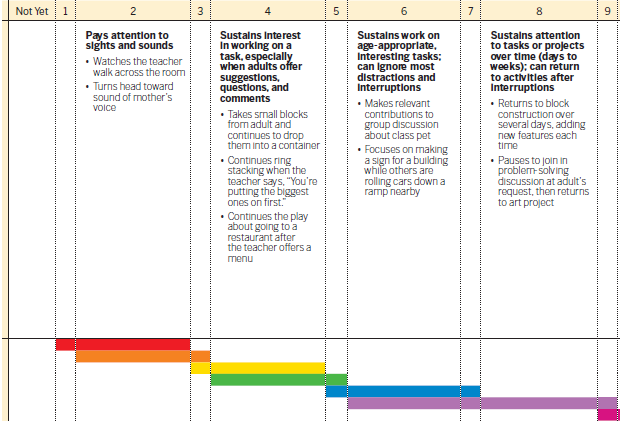 Not Yet 1 2 3 4 5 6 7 8 9
Pays attention to
sights and sounds
• Watches the teacher
walk across the room
• Turns head toward
sound of mother's
voice
Sustains interest
in working on a
task, especially
when adults offer
suggestions,
questions, and
comments
• Takes small blocks
from adult and
continues to drop
them into a container
• Continues ring
stacking when the
teacher says, "You're
putting the biggest
ones on first."
• Continues the play
about going to a
restaurant after
the teacher offers a
menu
Sustains work on
age-appropriate,
interesting tasks;
can ignore most
distractions and
interruptions
• Makes relevant
contributions to
group discussion
about class pet
• Focuses on making
a sign for a building
while others are
rolling cars down a
ramp nearby
Sustains attention
to tasks or projects
over time (days to
weeks); can return
to activities after
interruptions
• Returns to block
construction over
several days, adding
new features each
time
• Pauses to join in
problem-solving
discussion at adult's
request, then returns
to art project